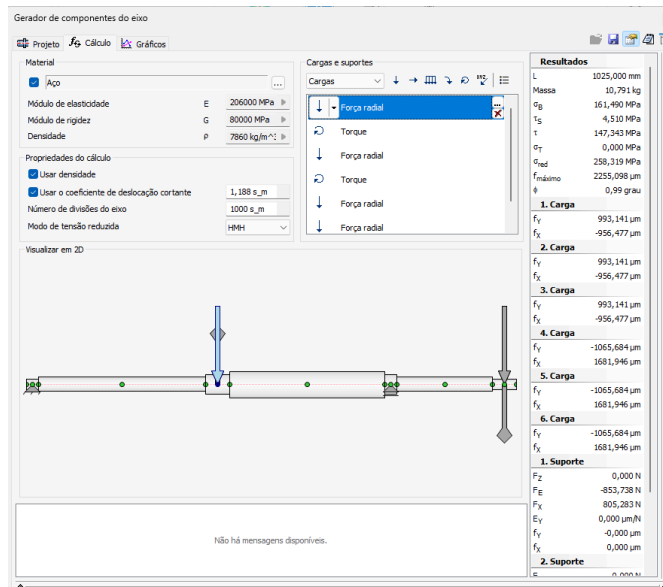 Gerador de componentes do eixo
Projeto Cálculo Gráficos
Material
Aço ...
Módulo de elasticidade E 206000 MPa
Módulo de rigidez G 80000 MPa
Densidade ρ 7860 kg/m^:
Propriedades do cálculo
Usar densidade
Usar o coeficiente de deslocação cortante 1,188 s_m
Número de divisões do eixo 1000 s_m
Modo de tensão reduzida HMH
Cargas e suportes
Cargas
Força radial ...
Torque
Força radial
Torque
Força radial
Força radial
Visualizar em 2D
Não há mensagens disponíveis.
Resultados
L 1025,000 mm
Massa 10,791 kg
σB 161,490 MPa
τS 4,510 MPa
τ 147,343 MPa
σT 0,000 MPa
σred 258,319 MPa
fmáximo 2255,098 μm
ϕ 0,99 grau
1. Carga
fY 993,141 μm
fX -956,477 μm
2. Carga
fY 993,141 μm
fX -956,477 μm
3. Carga
fY 993,141 μm
fX -956,477 μm
4. Carga
fY -1065,684 μm
fX 1681,946 μm
5. Carga
fY -1065,684 μm
fX 1681,946 μm
6. Carga
fY -1065,684 μm
fX 1681,946 μm
1. Suporte
FZ 0,000 N
FE -853,738 N
FX 805,283 N
EY 0,000 μm/N
fY -0,000 μm
fX 0,000 μm
2. Suporte